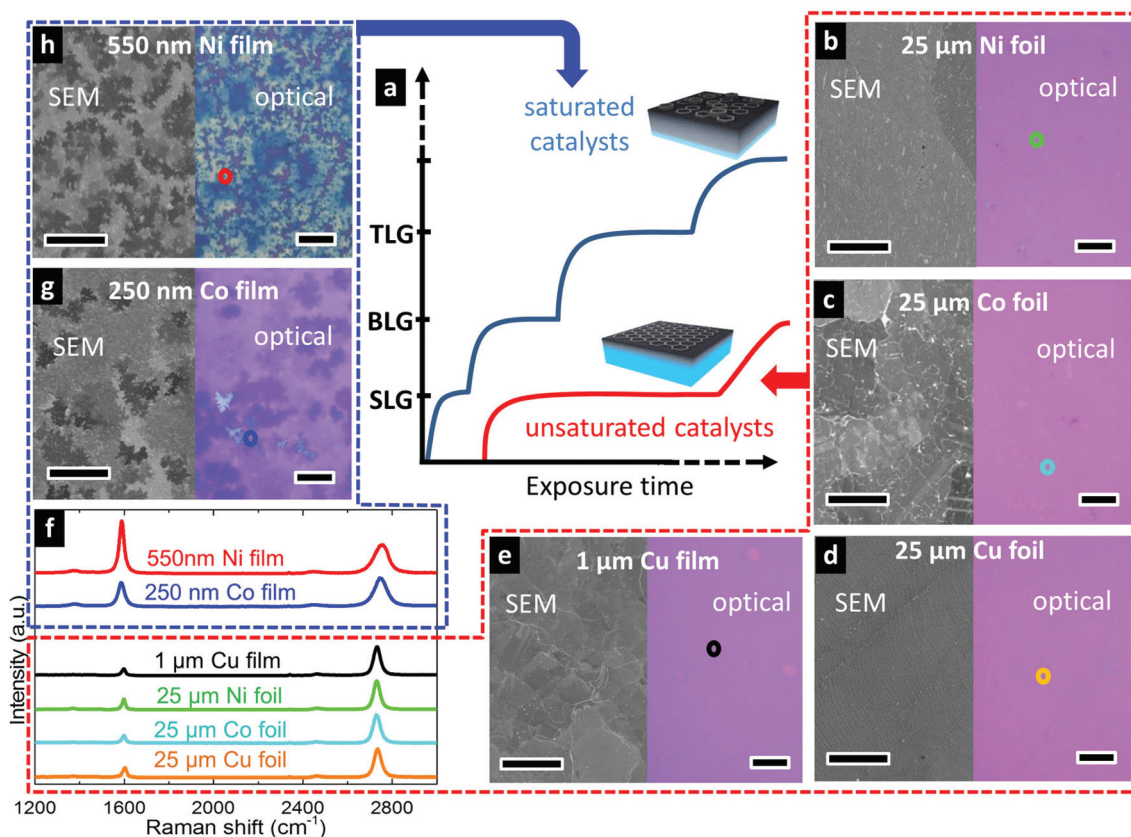 h
550 nm Ni film
SEM
optical
g
250 nm Co film
SEM
optical
a
saturated
catalysts
TLG
BLG
SLG
unsaturated catalysts
Exposure time
b
25 µm Ni foil
SEM
optical
c
25 µm Co foil
SEM
optical
d
25 µm Cu foil
SEM
optical
e
1 µm Cu film
SEM
optical
f
550nm Ni film
250 nm Co film
1 µm Cu film
25 µm Ni foil
25 µm Co foil
25 µm Cu foil
Intensity (a.u.)
1200 1600 2000 2400 2800
Raman shift (cm⁻¹)